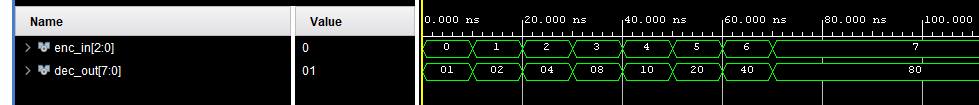 Name Value 0.000 ns 20.000 ns 40.000 ns 60.000 ns 80.000 ns 100.000
enc_in[2:0] 0 0 1 2 3 4 5 6 7
dec_out[7:0] 01 01 02 04 08 10 20 40 80